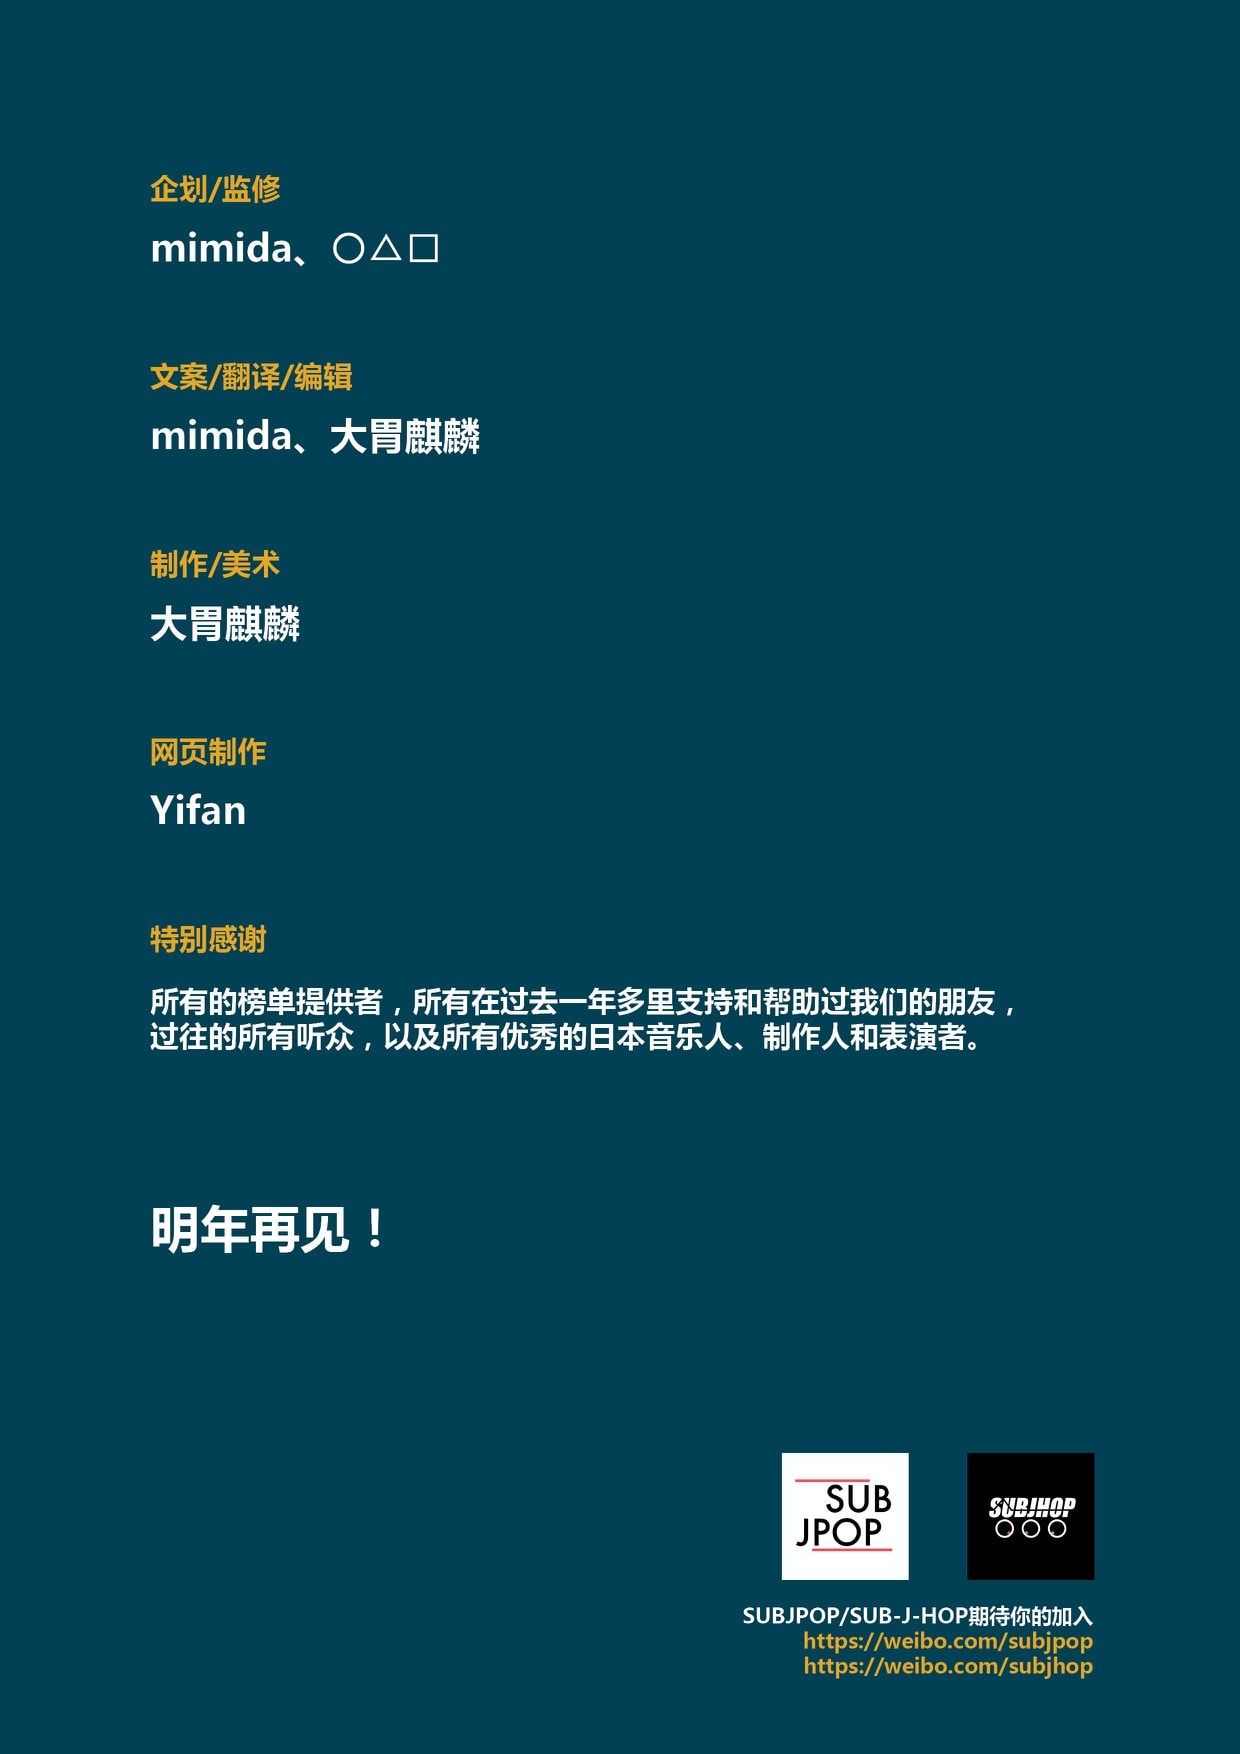 企划/监修
mimida、〇△□
文案/翻译/编辑
mimida、大胃麒麟
制作/美术
大胃麒麟
网页制作
Yifan
特别感谢
所有的榜单提供者，所有在过去一年多里支持和帮助过我们的朋友，
过往的所有听众，以及所有优秀的日本音乐人、制作人和表演者。
明年再见！
SUB
JPOP
SUBJHOP
SUBJPOP/SUB-J-HOP期待你的加入
https://weibo.com/subjpop
https://weibo.com/subjhop